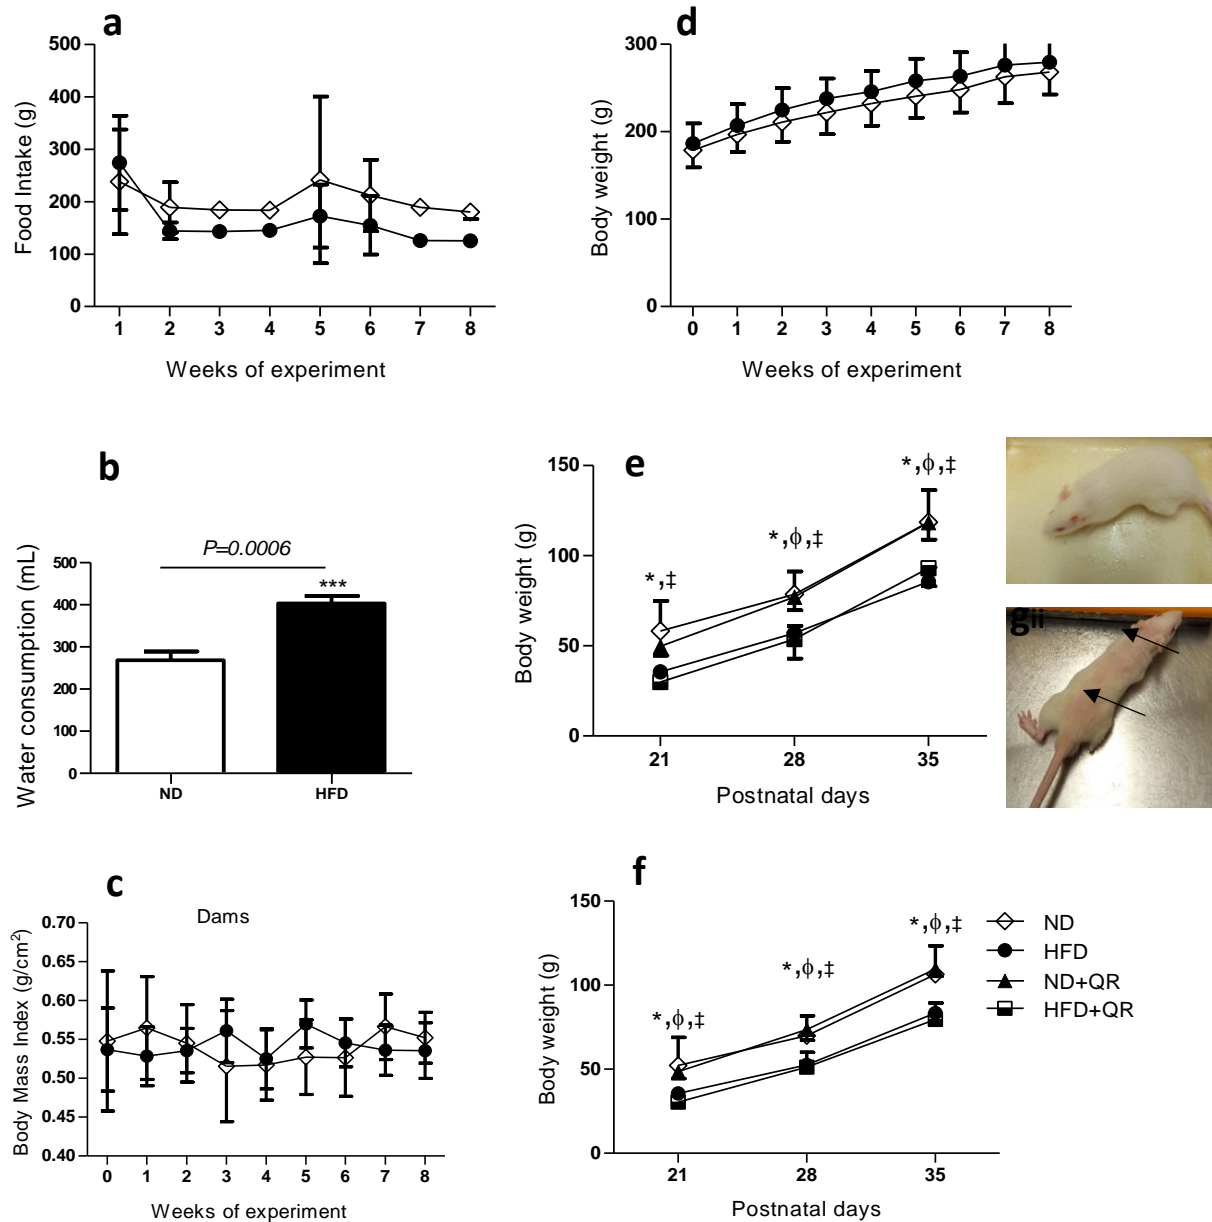 a
500
400
300
200
100
0
Food Intake (g)
1 2 3 4 5 6 7 8
Weeks of experiment
d
300
200
100
0
Body weight (g)
0 1 2 3 4 5 6 7 8
Weeks of experiment
b
P=0.0006
***
500
400
300
200
100
0
Water consumption (mL)
ND HFD
e
150
100
50
0
Body weight (g)
*,‡
*,ϕ,‡
*,ϕ,‡
21 28 35
Postnatal days
gii
c
Dams
0.70
0.65
0.60
0.55
0.50
0.45
0.40
Body Mass Index (g/cm²)
0 1 2 3 4 5 6 7 8
Weeks of experiment
f
150
100
50
0
Body weight (g)
*,ϕ,‡
*,ϕ,‡
*,ϕ,‡
21 28 35
Postnatal days
ND
HFD
ND+QR
HFD+QR